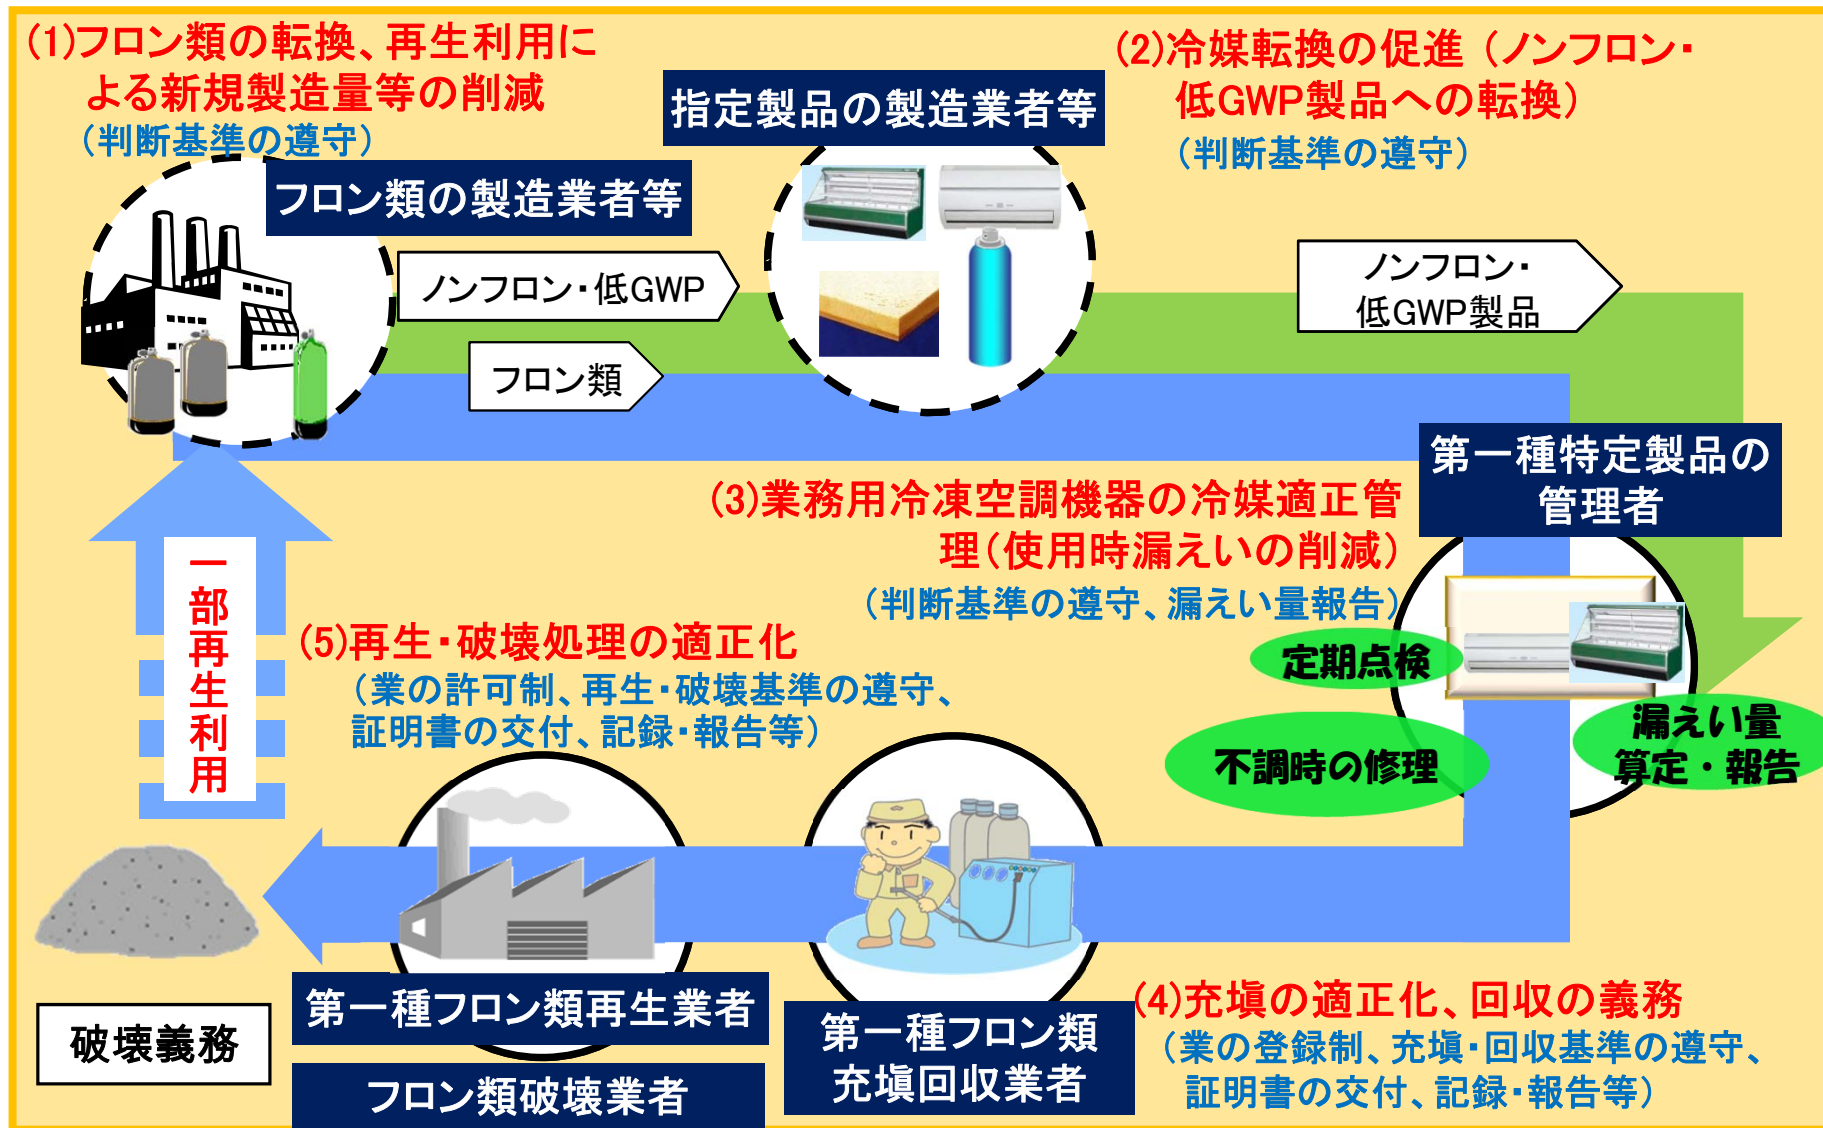 (1)フロン類の転換、再生利用に
よる新規製造量等の削減
(判断基準の遵守)
フロン類の製造業者等
指定製品の製造業者等
(2)冷媒転換の促進（ノンフロン・
低GWP製品への転換）
(判断基準の遵守)
ノンフロン・低GWP
フロン類
ノンフロン・
低GWP製品
第一種特定製品の
管理者
(3)業務用冷凍空調機器の冷媒適正管
理(使用時漏えいの削減)
(判断基準の遵守、漏えい量報告)
定期点検
不調時の修理
漏えい量
算定・報告
一部再生利用
(5)再生・破壊処理の適正化
(業の許可制、再生・破壊基準の遵守、
証明書の交付、記録・報告等)
第一種フロン類再生業者
フロン類破壊業者
第一種フロン類
充塡回収業者
(4)充塡の適正化、回収の義務
(業の登録制、充塡・回収基準の遵守、
証明書の交付、記録・報告等)
破壊義務